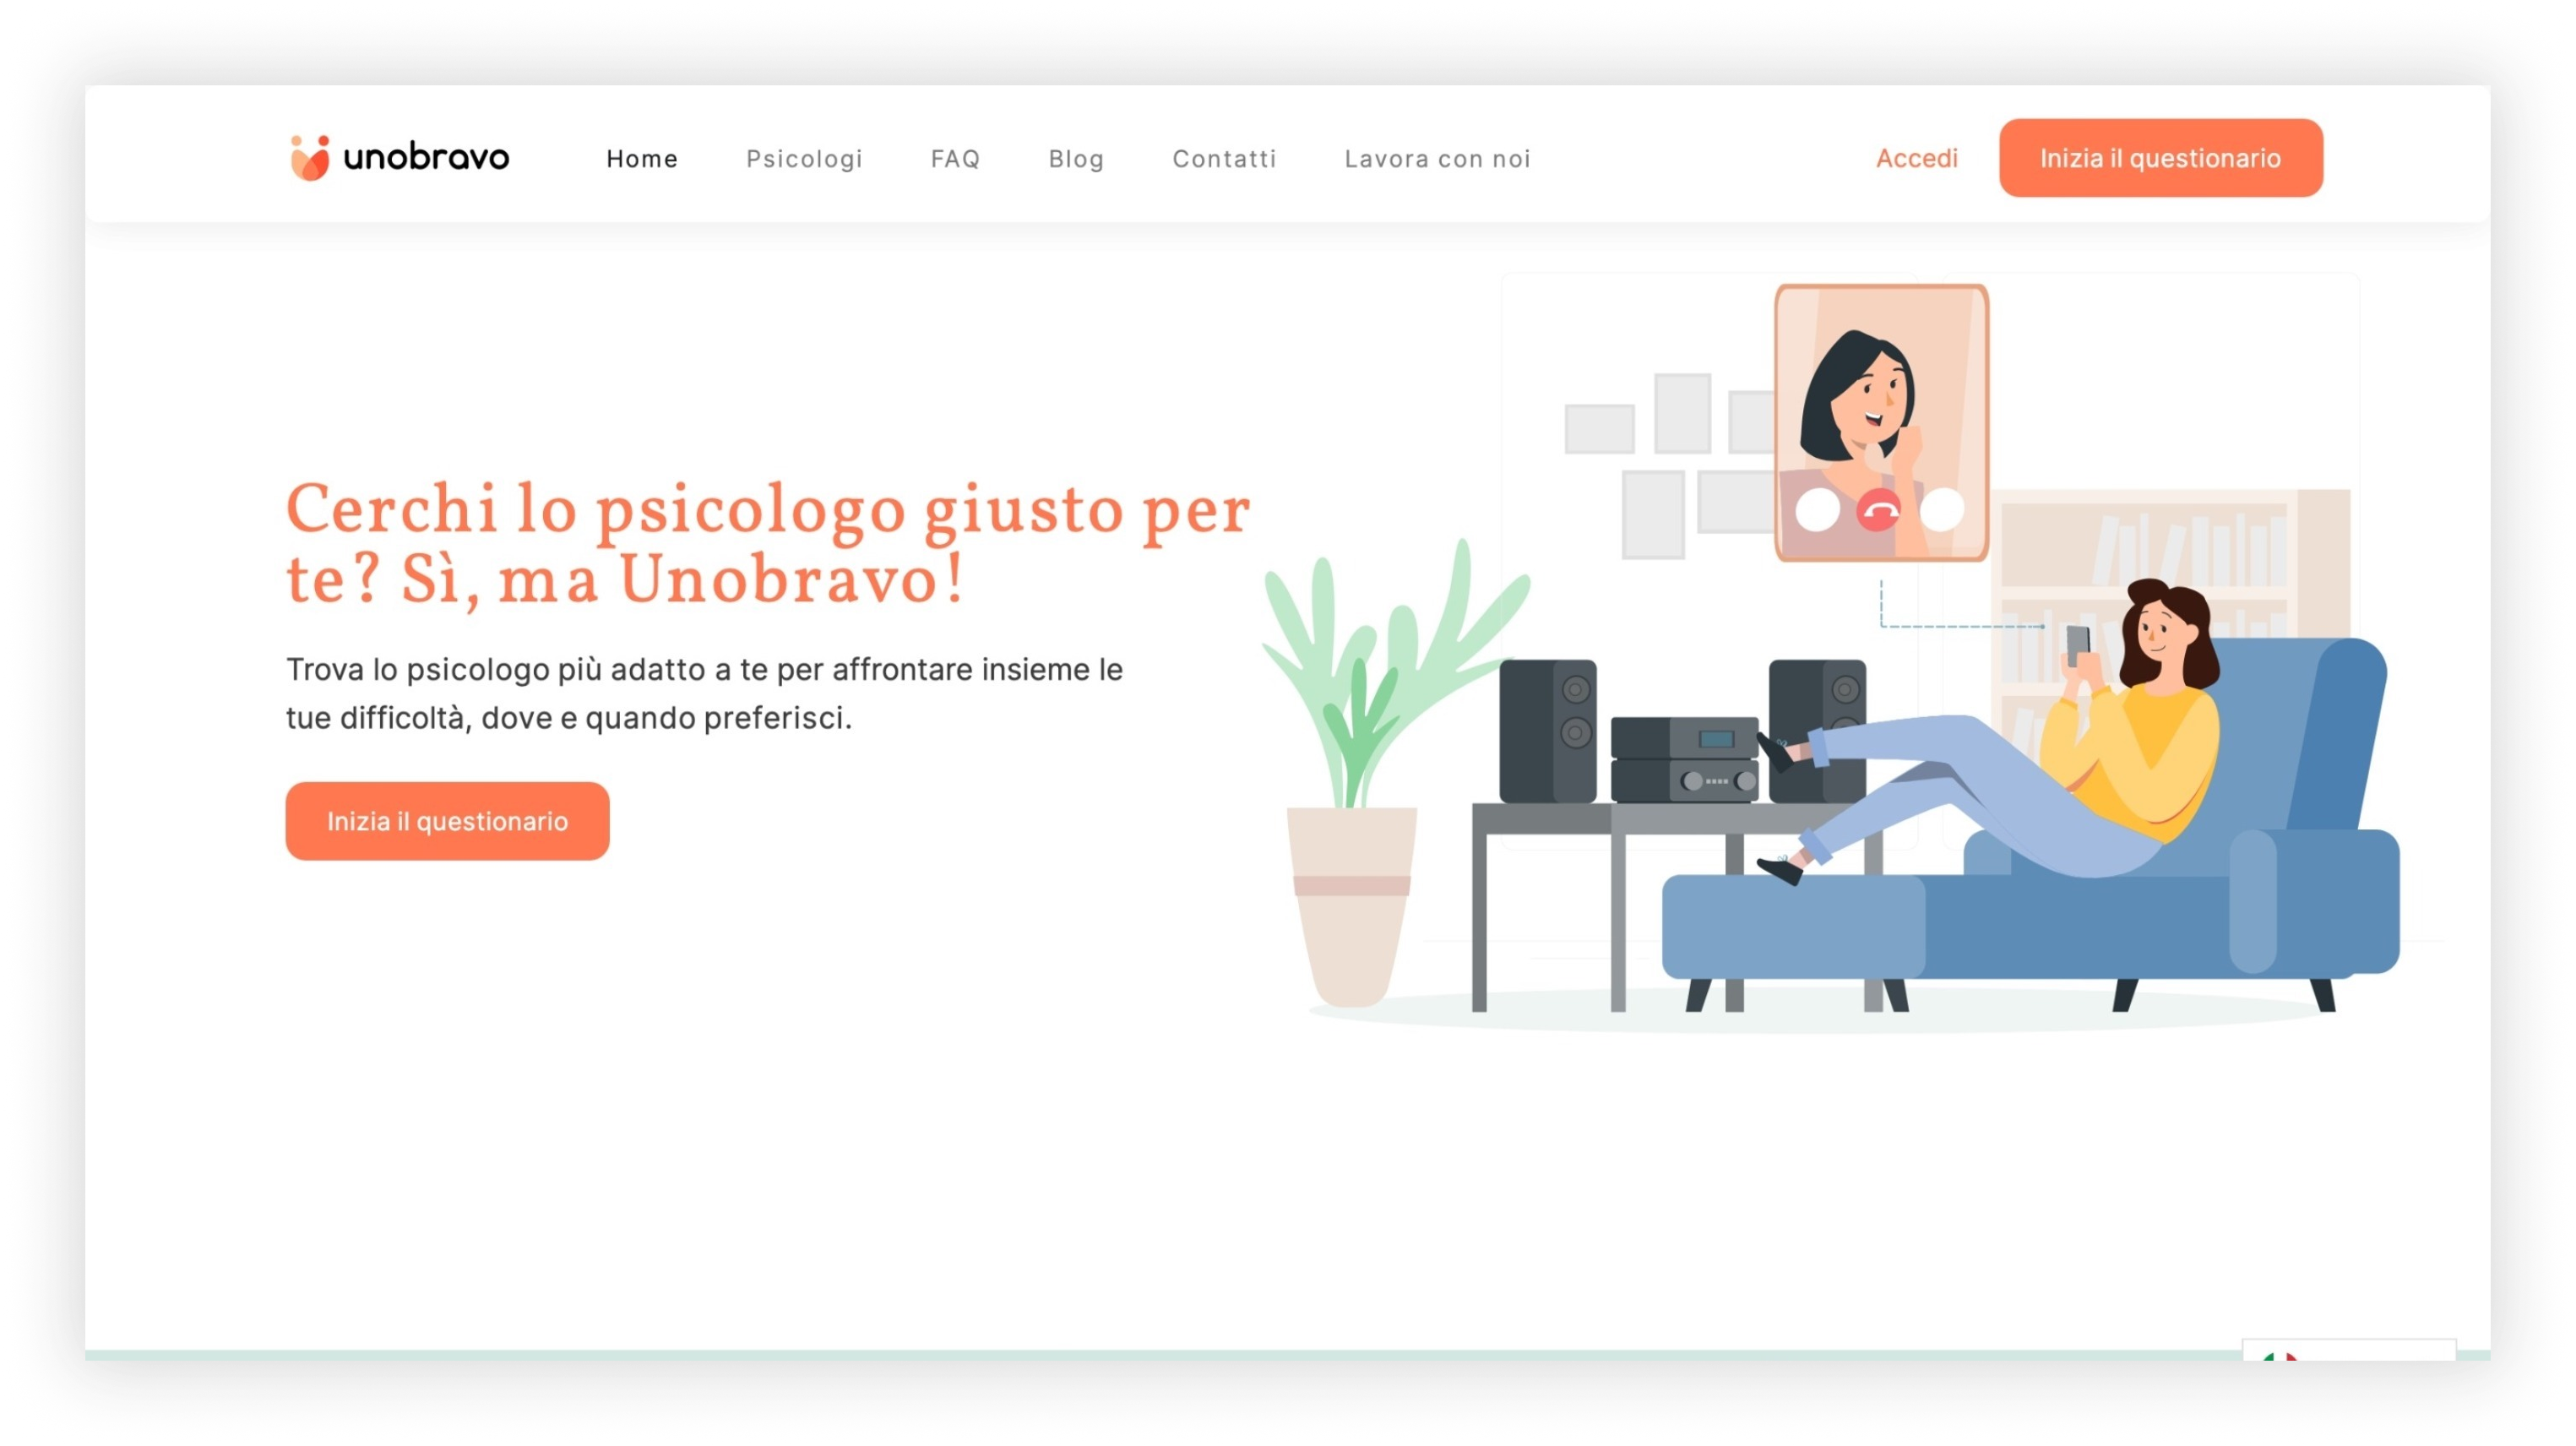 unobravo
Home
Psicologi
FAQ
Blog
Contatti
Lavora con noi
Accedi
Inizia il questionario
Cerchi lo psicologo giusto per
te? Sì, ma Unobravo!
Trova lo psicologo più adatto a te per affrontare insieme le
tue difficoltà, dove e quando preferisci.
Inizia il questionario